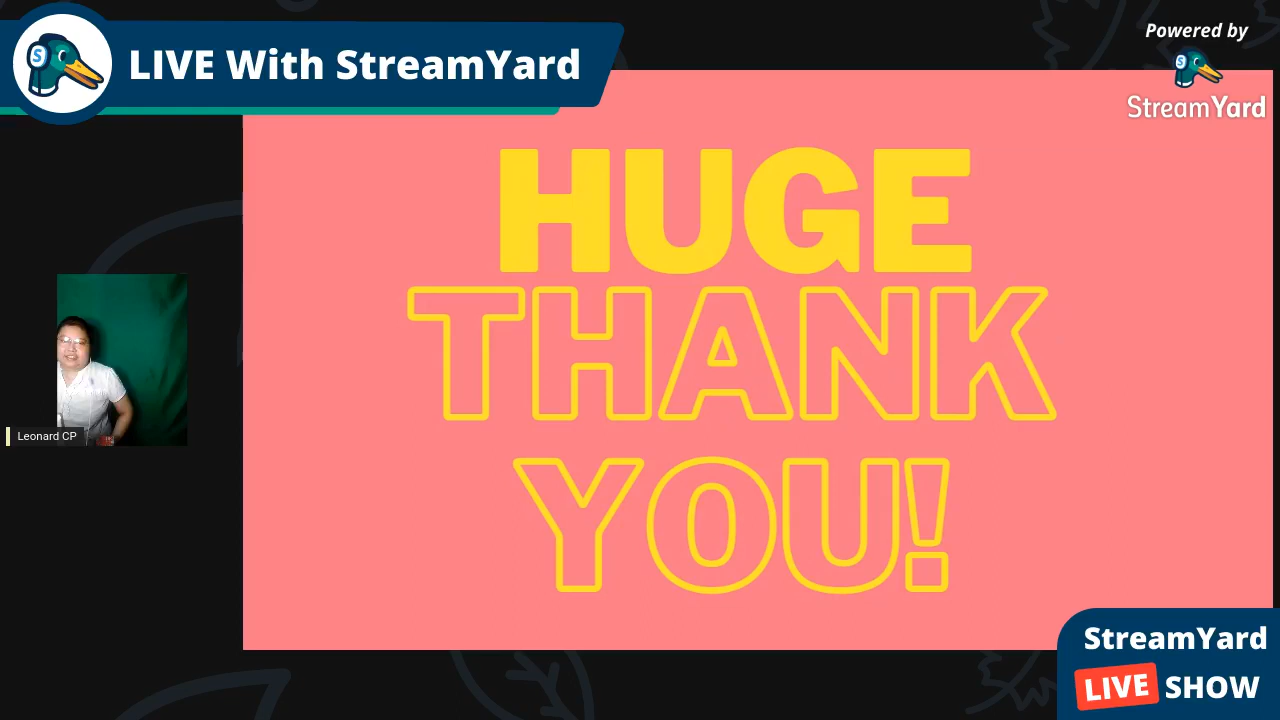 LIVE With StreamYard
Powered by
S
StreamYard
HUGE
THANK
YOU!
Leonard CP
StreamYard
LIVE SHOW